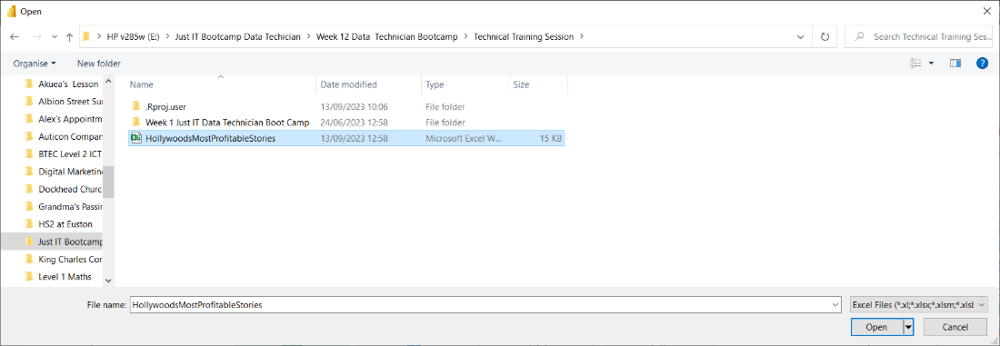 Open
HP v285w (E:) Just IT Bootcamp Data Techician Week 12 Data Technician Bootcamp Technical Training Session
Search Technical Training Ses...
Organise New folder
Name Date modified Type Size
Akuea's Lesson
Albion Street Sur
Alex's Appointm
Auticon Compan
BTEC Level 2 ICT
Digital Marketing
Dockhead Churc
Grandma's Passin
HS2 at Euston
Just IT Bootcamp
King Charles Cor
Level 1 Maths
.Rproj.user 13/09/2023 10:06 File folder
Week 1 Just IT Data Technician Boot Camp 24/06/2023 12:58 File folder
HollywoodsMostProfitableStories 13/09/2023 12:58 Microsoft Excel W... 15 KB
File name: HollywoodsMostProfitableStories Excel Files (*.xl;*.xlsx;*.xlsm;*.xlsb
Open Cancel